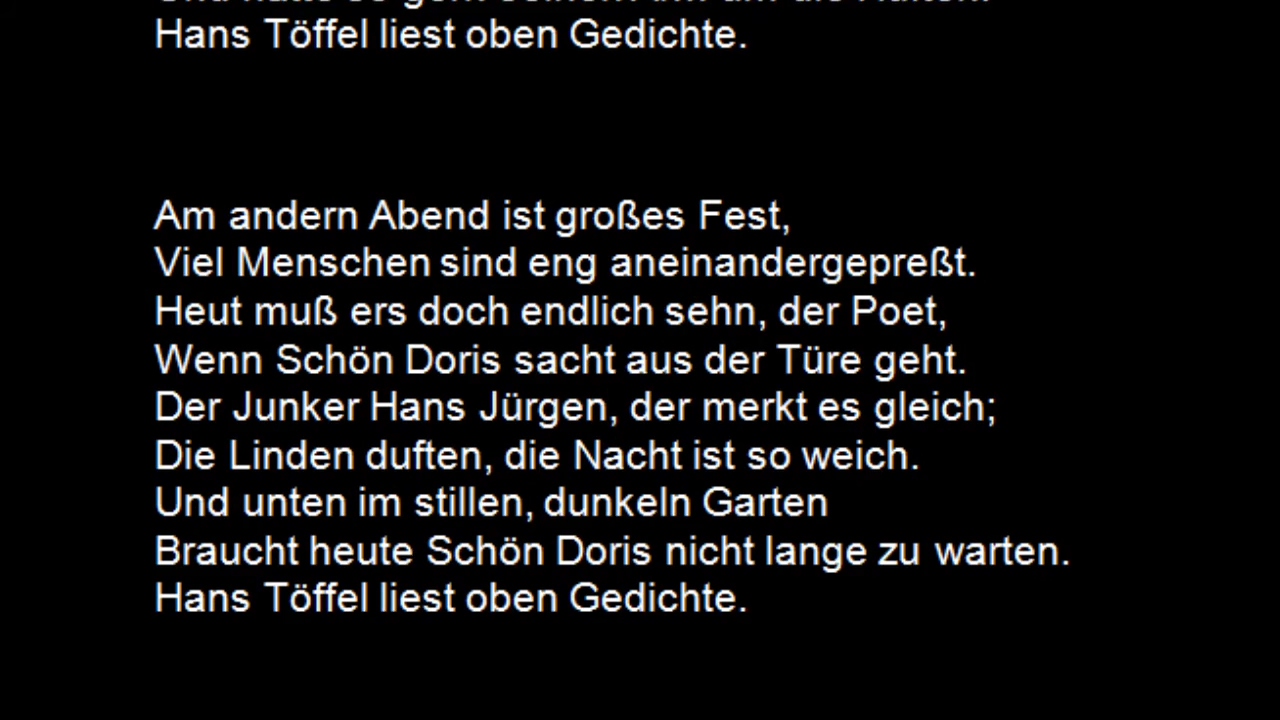 Hans Töffel liest oben Gedichte.
Am andern Abend ist großes Fest,
Viel Menschen sind eng aneinandergepreßt.
Heut muß ers doch endlich sehn, der Poet,
Wenn Schön Doris sacht aus der Türe geht.
Der Junker Hans Jürgen, der merkt es gleich;
Die Linden duften, die Nacht ist so weich.
Und unten im stillen, dunkeln Garten
Braucht heute Schön Doris nicht lange zu warten.
Hans Töffel liest oben Gedichte.